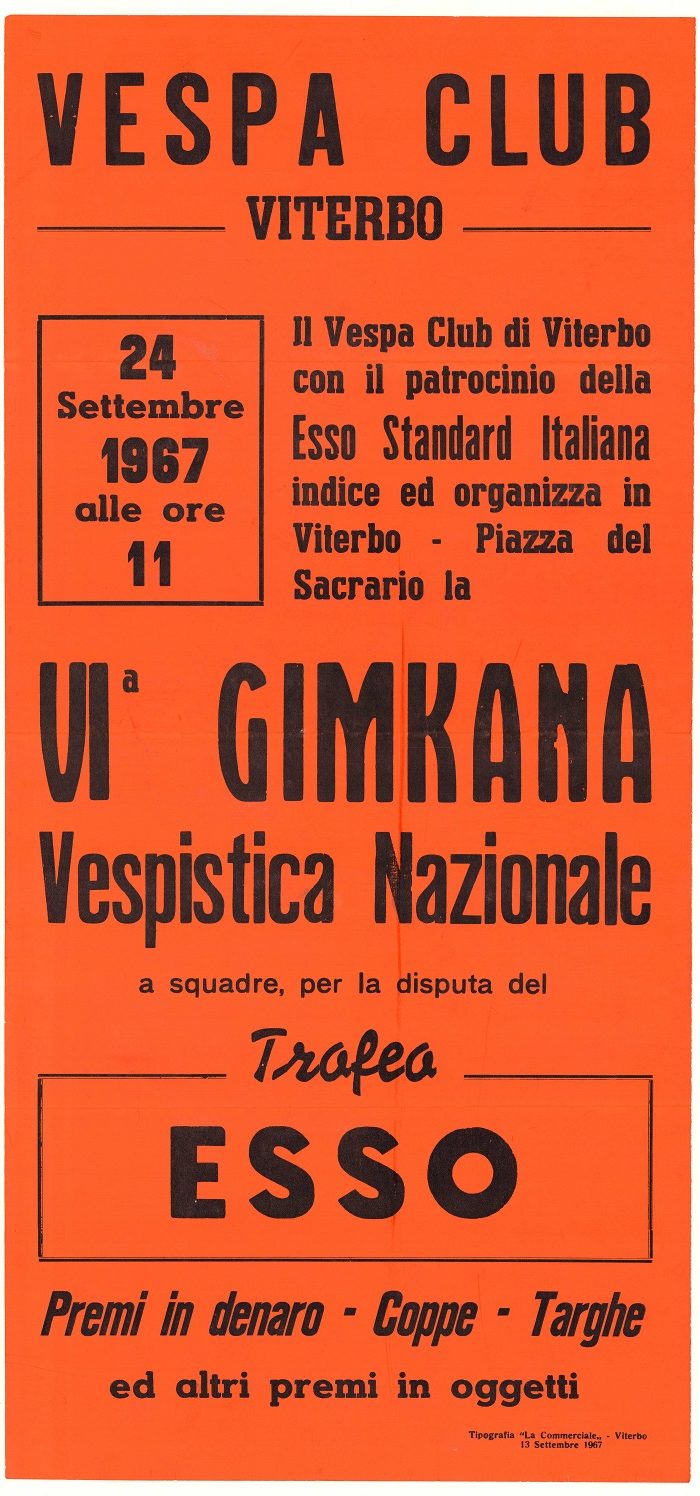 VESPA CLUB
VITERBO
24
Settembre
1967
alle ore
11
Il Vespa Club di Viterbo
con il patrocinio della
Esso Standard Italiana
indice ed organizza in
Viterbo - Piazza del
Sacrario la
VIª GIMKANA
Vespistica Nazionale
a squadre, per la disputa del
Trofeo
ESSO
Premi in denaro - Coppe - Targhe
ed altri premi in oggetti
Tipografia "La Commerciale„ - Viterbo
13 Settembre 1967